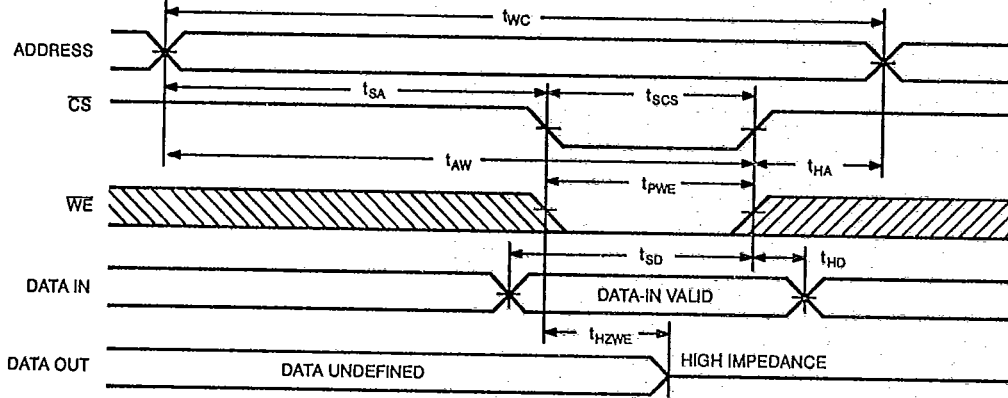 tWC
ADDRESS
tSA
tSCS
CS
tAW
tHA
tPWE
WE
tSD
tHD
DATA IN
DATA-IN VALID
tHZWE
DATA OUT
DATA UNDEFINED
HIGH IMPEDANCE